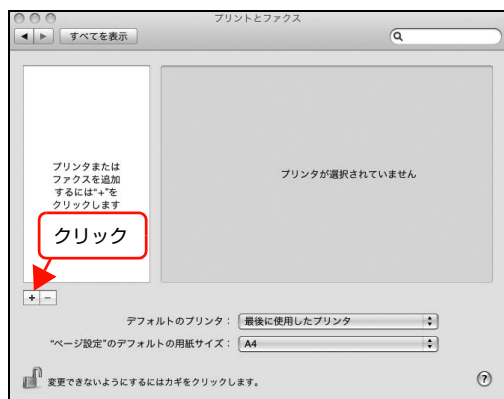 プリントとファクス
すべてを表示
プリンタまたは
ファクスを追加
するには“+”を
クリックします
プリンタが選択されていません
クリック
+ −
デフォルトのプリンタ： 最後に使用したプリンタ
“ページ設定”のデフォルトの用紙サイズ： A4
変更できないようにするにはカギをクリックします。
?